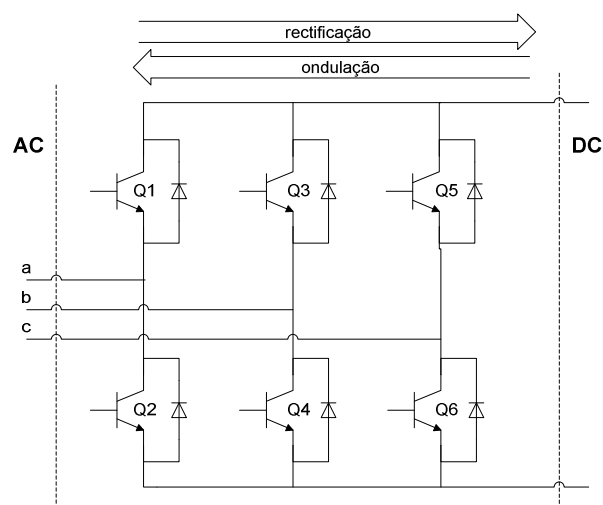 rectificação
ondulação
AC
DC
Q1
Q3
Q5
a
b
c
Q2
Q4
Q6